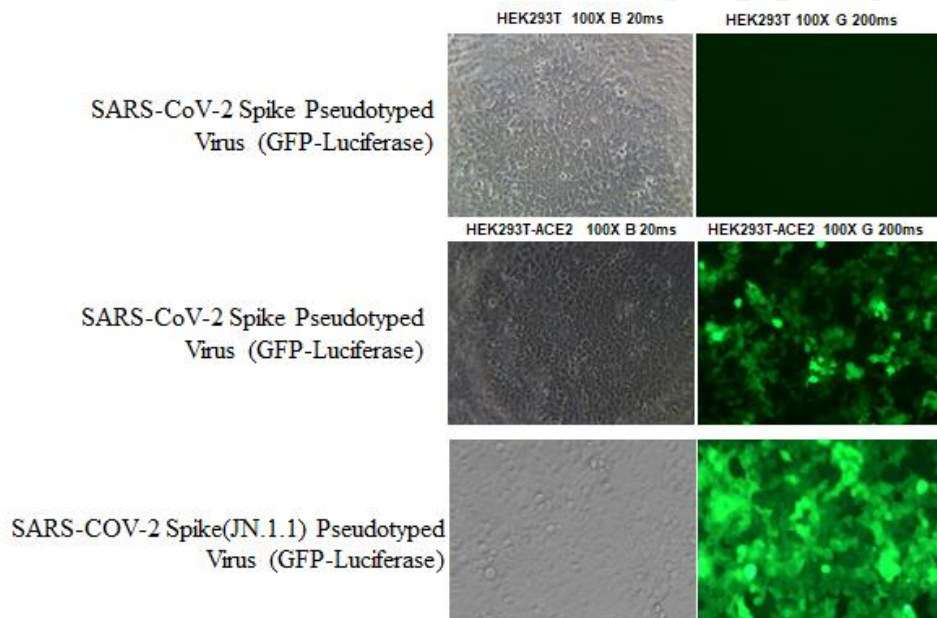 HEK293T 100X B 20ms
HEK293T 100X G 200ms
SARS-CoV-2 Spike Pseudotyped
Virus (GFP-Luciferase)
HEK293T-ACE2 100X B 20ms
HEK293T-ACE2 100X G 200ms
SARS-CoV-2 Spike Pseudotyped
Virus (GFP-Luciferase)
SARS-COV-2 Spike(JN.1.1) Pseudotyped
Virus (GFP-Luciferase)